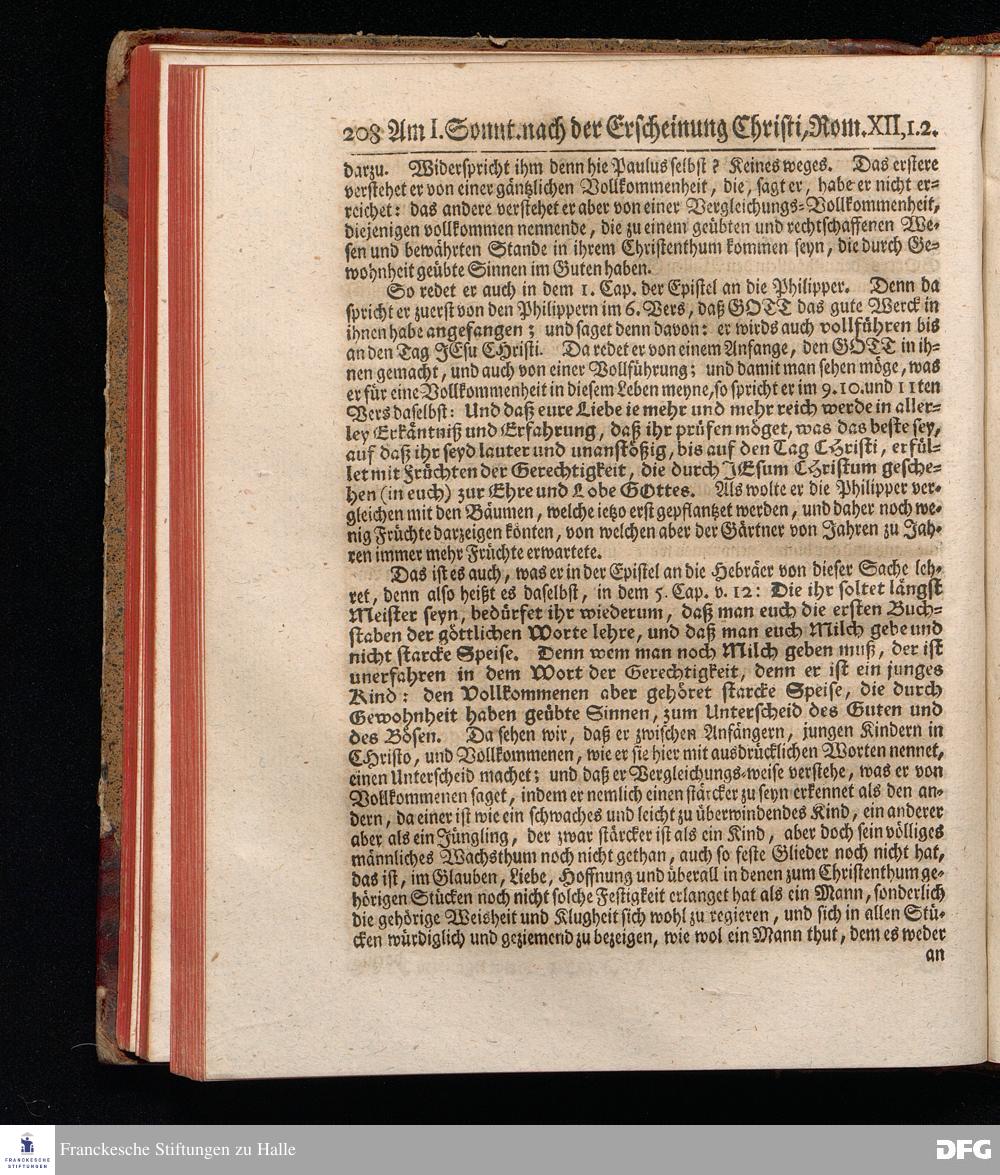 208 Am I. Sonnt. nach der Erscheinung Christi, Rom. XII, 1. 2.
darzu. Widerspricht ihm denn hie Paulus selbst? Keines weges. Das erstere
verstehet er von einer gäntzlichen Vollkommenheit, die, sagt er, habe er nicht er-
reichet: das andere verstehet er aber von einer Vergleichungs-Vollkommenheit,
diejenigen vollkommen nennende, die zu einem geübten und rechtschaffenen We-
sen und bewährten Stande in ihrem Christenthum kommen seyn, die durch Ge-
wohnheit geübte Sinnen im Guten haben.
So redet er auch in dem 1. Cap. der Epistel an die Philipper. Denn da
spricht er zuerst von den Philippern im 6. Vers, daß GOTT das gute Werck in
ihnen habe angefangen; und saget denn davon: er wirds auch vollführen bis
an den Tag JEsu CHristi. Da redet er von einem Anfange, den GOTT in ih-
nen gemacht, und auch von einer Vollführung; und damit man sehen möge, was
er für eine Vollkommenheit in diesem Leben meyne, so spricht er im 9. 10. und 11ten
Vers daselbst: Und daß eure Liebe ie mehr und mehr reich werde in aller-
ley Erkäntniß und Erfahrung, daß ihr prüfen möget, was das beste sey,
auf daß ihr seyd lauter und unanstößig, bis auf den Tag CHristi, erfül-
let mit Früchten der Gerechtigkeit, die durch JEsum CHristum gesche-
hen (in euch) zur Ehre und Lobe GOttes. Als wolte er die Philipper ver-
gleichen mit den Bäumen, welche ietzo erst gepflantzet werden, und daher noch we-
nig Früchte darzeigen könten, von welchen aber der Gärtner von Jahren zu Jah-
ren immer mehr Früchte erwartete.
Das ist es auch, was er in der Epistel an die Hebräer von dieser Sache leh-
ret, denn also heißt es daselbst, in dem 5. Cap. v. 12: Die ihr soltet längst
Meister seyn, bedürfet ihr wiederum, daß man euch die ersten Buch-
staben der göttlichen Worte lehre, und daß man euch Milch gebe und
nicht starcke Speise. Denn wem man noch Milch geben muß, der ist
unerfahren in dem Wort der Gerechtigkeit, denn er ist ein junges
Kind: den Vollkommenen aber gehöret starcke Speise, die durch
Gewohnheit haben geübte Sinnen, zum Unterscheid des Guten und
des Bösen. Da sehen wir, daß er zwischen Anfängern, jungen Kindern in
CHristo, und Vollkommenen, wie er sie hier mit ausdrücklichen Worten nennet,
einen Unterscheid machet; und daß er Vergleichungs-weise verstehe, was er von
Vollkommenen saget, indem er nemlich einen stärcker zu seyn erkennet als den an-
dern, da einer ist wie ein schwaches und leicht zu überwindendes Kind, ein anderer
aber als ein Jüngling, der zwar stärcker ist als ein Kind, aber doch sein völliges
männliches Wachsthum noch nicht gethan, auch so feste Glieder noch nicht hat,
das ist, im Glauben, Liebe, Hoffnung und überall in denen zum Christenthum ge-
hörigen Stücken noch nicht solche Festigkeit erlanget hat als ein Mann, sonderlich
die gehörige Weisheit und Klugheit sich wohl zu regieren, und sich in allen Stü-
cken würdiglich und geziemend zu bezeigen, wie wol ein Mann thut, dem es weder
an
FRANCKESCHE
STIFTUNGEN
Franckesche Stiftungen zu Halle
DFG